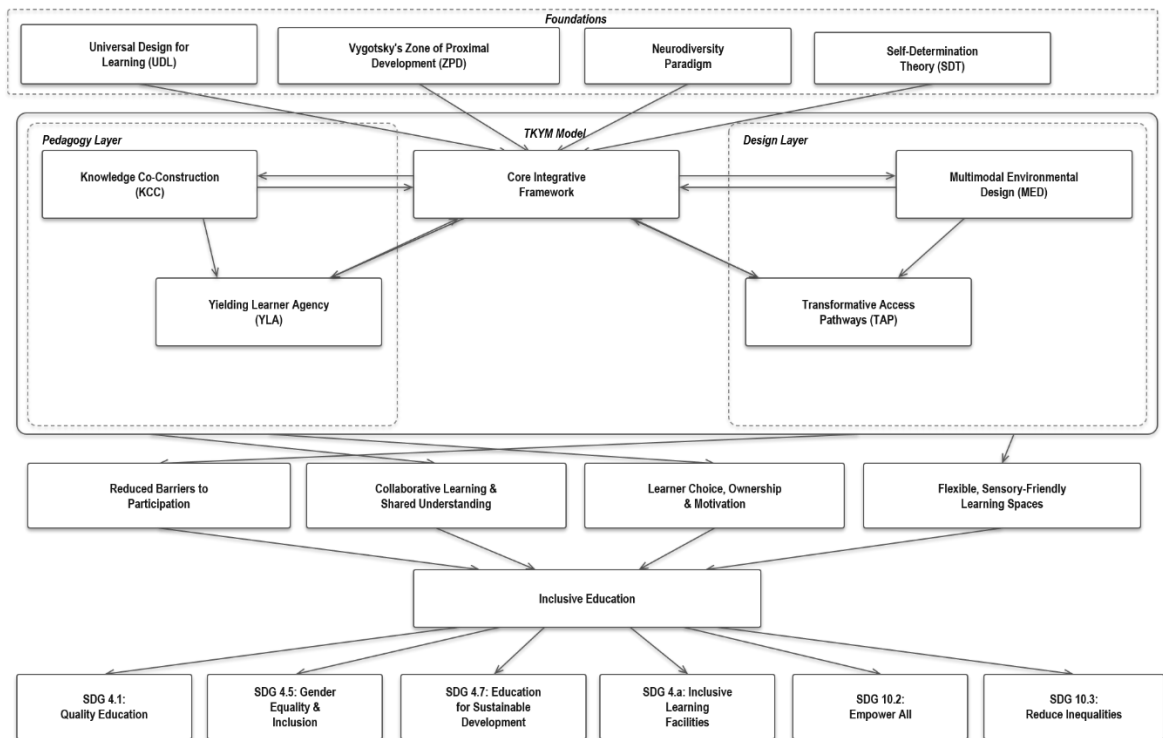 Foundations
Universal Design for
Learning (UDL)
Vygotsky's Zone of Proximal
Development (ZPD)
Neurodiversity
Paradigm
Self-Determination
Theory (SDT)
TKYM Model
Pedagogy Layer
Design Layer
Knowledge Co-Construction
(KCC)
Core Integrative
Framework
Multimodal Environmental
Design (MED)
Yielding Learner Agency
(YLA)
Transformative Access
Pathways (TAP)
Reduced Barriers to
Participation
Collaborative Learning &
Shared Understanding
Learner Choice, Ownership
& Motivation
Flexible, Sensory-Friendly
Learning Spaces
Inclusive Education
SDG 4.1:
Quality Education
SDG 4.5: Gender
Equality &
Inclusion
SDG 4.7: Education
for Sustainable
Development
SDG 4.a: Inclusive
Learning
Facilities
SDG 10.2:
Empower All
SDG 10.3:
Reduce Inequalities